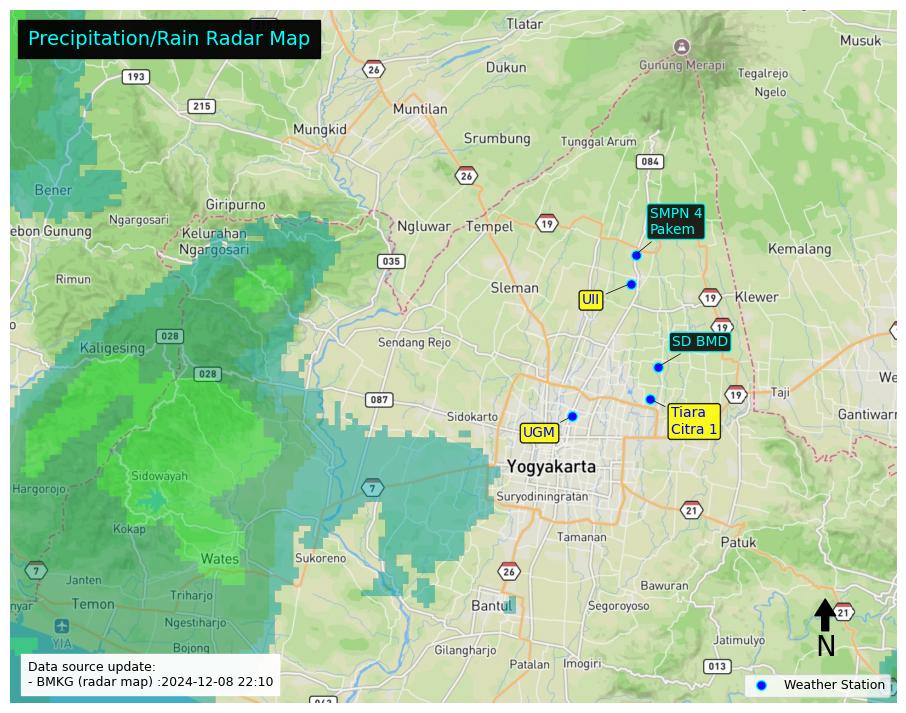 Precipitation/Rain Radar Map
Tlatar
Musuk
Gunung Merapi
26
Dukun
Tegalrejo
193
Ngelo
215
Muntilan
Mungkid
Srumbung
Tunggal Arum
084
26
Bener
Giripurno
SMPN 4
Pakem
Ngargosari
Ngluwar
Tempel
19
ebon Gunung
Kelurahan
Ngargosari
Kemalang
035
Rimun
Sleman
UII
19
Klewer
19
028
Sendang Rejo
SD BMD
Kaligesing
028
We
087
19
Taji
Sidokarto
Tiara
Citra 1
Gantiwarn
UGM
Yogyakarta
Sidowayah
Hargorojo
7
Suryodiningratan
21
Kokap
Tamanan
Patuk
Wates
Sukoreno
7
26
Janten
Bawuran
nyar
Temon
Triharjo
Bantul
Segoroyoso
21
Ngestiharjo
YIA
Bojong
Jatimulyo
N
Gilangharjo
Patalan
Imogiri
013
Data source update:
- BMKG (radar map) :2024-12-08 22:10
Weather Station